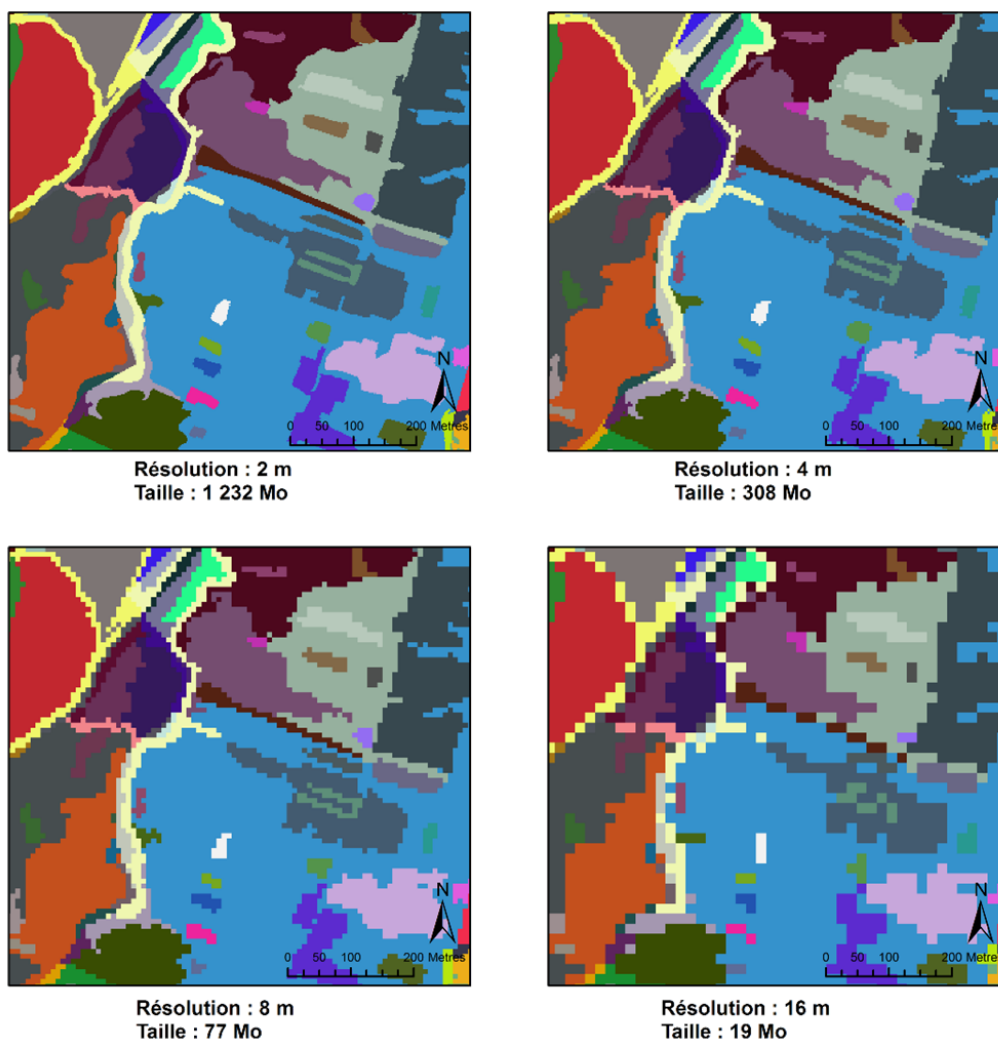 N
0 50 100 200 Metres
N
0 50 100 200 Metres
Résolution : 2 m
Taille : 1 232 Mo
Résolution : 4 m
Taille : 308 Mo
N
0 50 100 200 Metres
N
0 50 100 200 Metres
Résolution : 8 m
Taille : 77 Mo
Résolution : 16 m
Taille : 19 Mo